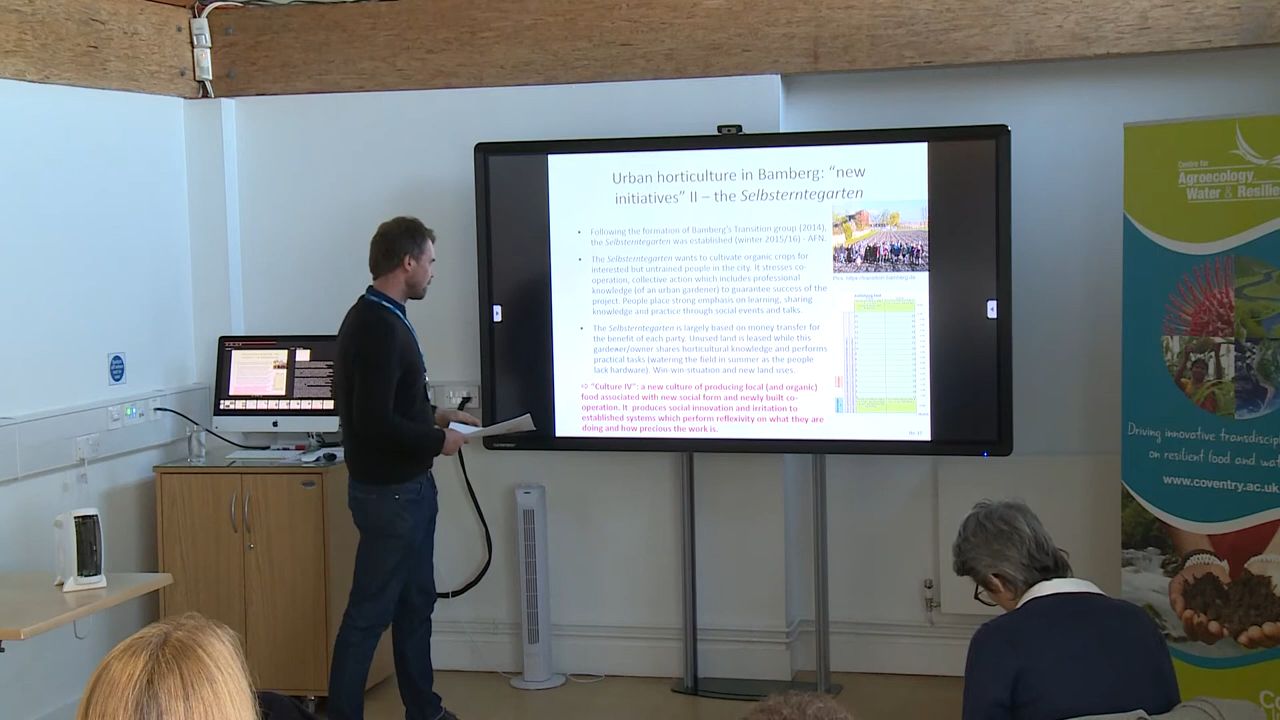 Urban horticulture in Bamberg: “new
initiatives” II – the Selbsterntegarten
• Following the formation of Bamberg's Transition group (2014),
the Selbsterntegarten was established (winter 2015/16) - AFN.
• The Selbsterntegarten wants to cultivate organic crops for
interested but untrained people in the city. It stresses co-
operation, collective action which includes professional
knowledge (of an urban gardener) to guarantee success of the
project. People place strong emphasis on learning, sharing
knowledge and practice through social events and talks.
• The Selbsterntegarten is largely based on money transfer for
the benefit of each party. Unused land is leased while this
gardener/owner shares horticultural knowledge and performs
practical tasks (watering the field in summer as the people
lack hardware). Win-win-situation and new land uses.
⇨ “Culture IV”: a new culture of producing local (and organic)
food associated with new social form and newly built co-
operation. It produces social innovation and irritation to
established systems which perform reflexivity on what they are
doing and how precious the work is.
Centre for
Agroecology
Water & Resilie
Driving innovative transdiscip
on resilient food and wat
www.coventry.ac.uk